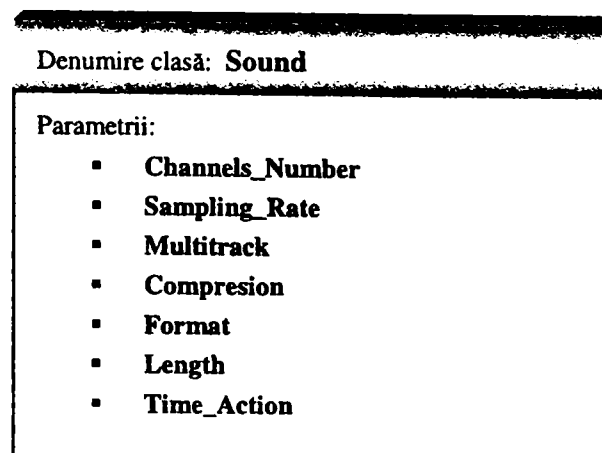 Denumire clasă: Sound
Parametrii:
▪ Channels_Number
▪ Sampling_Rate
▪ Multitrack
▪ Compresion
▪ Format
▪ Length
▪ Time_Action